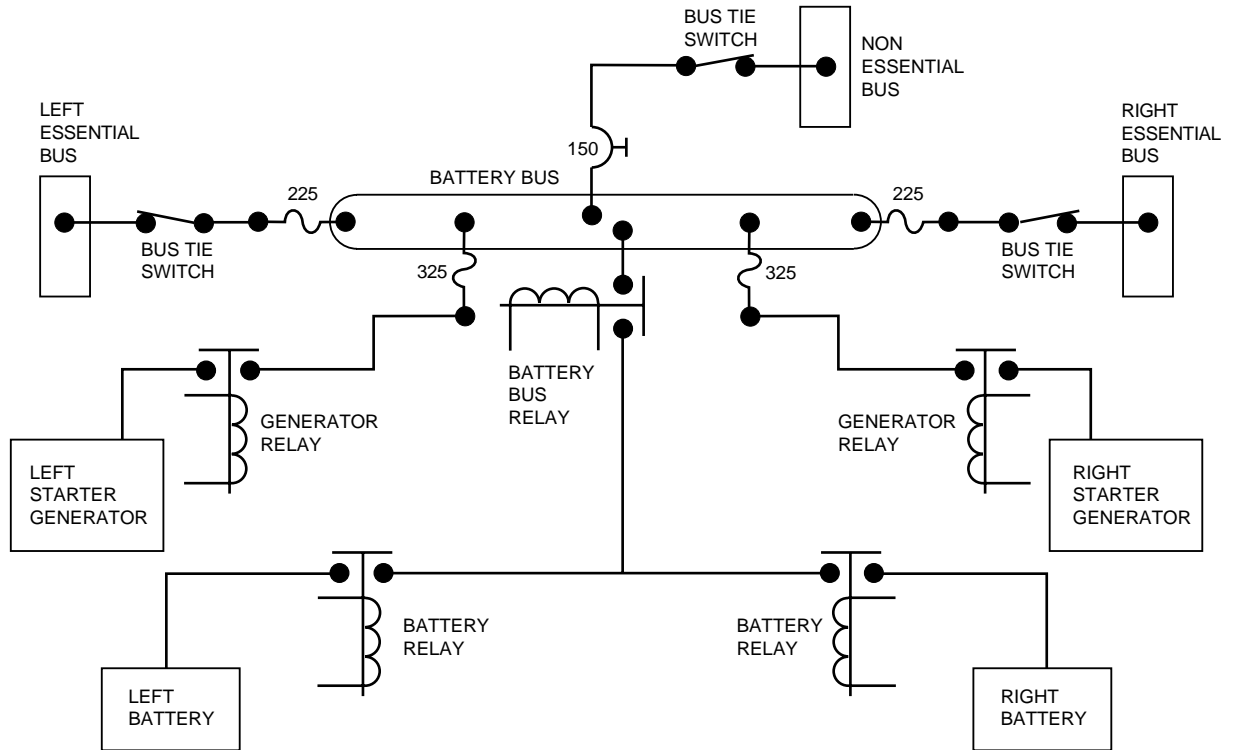 BUS TIE
SWITCH
NON
ESSENTIAL
BUS
LEFT
ESSENTIAL
BUS
RIGHT
ESSENTIAL
BUS
150
BATTERY BUS
225
225
BUS TIE
SWITCH
BUS TIE
SWITCH
325
325
BATTERY
BUS
RELAY
GENERATOR
RELAY
GENERATOR
RELAY
LEFT
STARTER
GENERATOR
RIGHT
STARTER
GENERATOR
BATTERY
RELAY
BATTERY
RELAY
LEFT
BATTERY
RIGHT
BATTERY